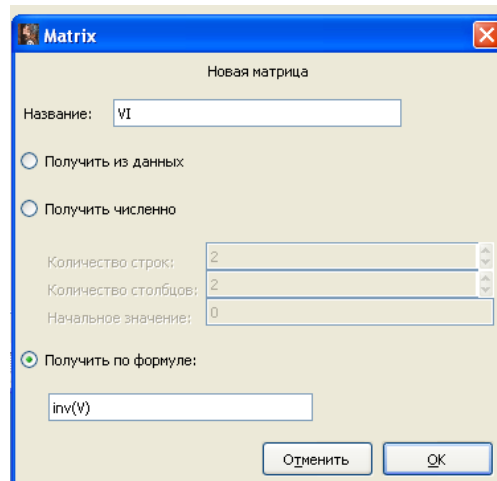 Matrix
Новая матрица
Название: VI
Получить из данных
Получить численно
Количество строк: 2
Количество столбцов: 2
Начальное значение: 0
Получить по формуле:
inv(V)
Отменить OK